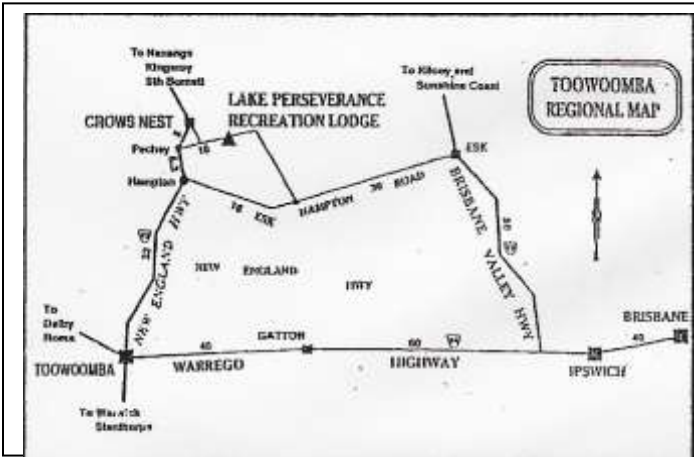 To Nanango
Kingaroy
Sth Burnett
To Kilcoy and
Sunshine Coast
TOOWOOMBA
REGIONAL MAP
LAKE PERSEVERANCE
RECREATION LODGE
CROWS NEST
Pechey
16
Hampton
ESK
18
ESK
HAMPTON
30
ROAD
BRISBANE VALLEY HWY
NEW ENGLAND HWY
32
NEW ENGLAND HWY
To
Dalby
Roma
TOOWOOMBA
40
WARREGO
GATTON
60
HIGHWAY
IPSWICH
40
BRISBANE
To Warwick
Stanthorpe